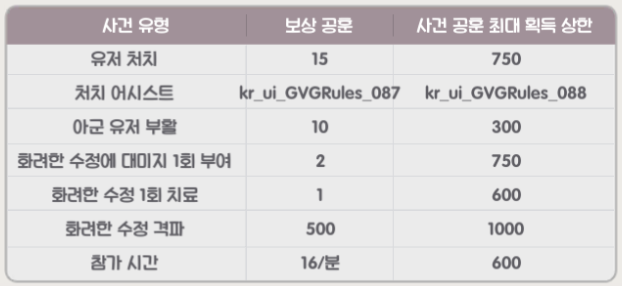 사건 유형 보상 공훈 사건 공훈 최대 획득 상한
유저 처치 15 750
처치 어시스트 kr_ui_GVGRules_087 kr_ui_GVGRules_088
아군 유저 부활 10 300
화려한 수정에 대미지 1회 부여 2 750
화려한 수정 1회 치료 1 600
화려한 수정 격파 500 1000
참가 시간 16/분 600